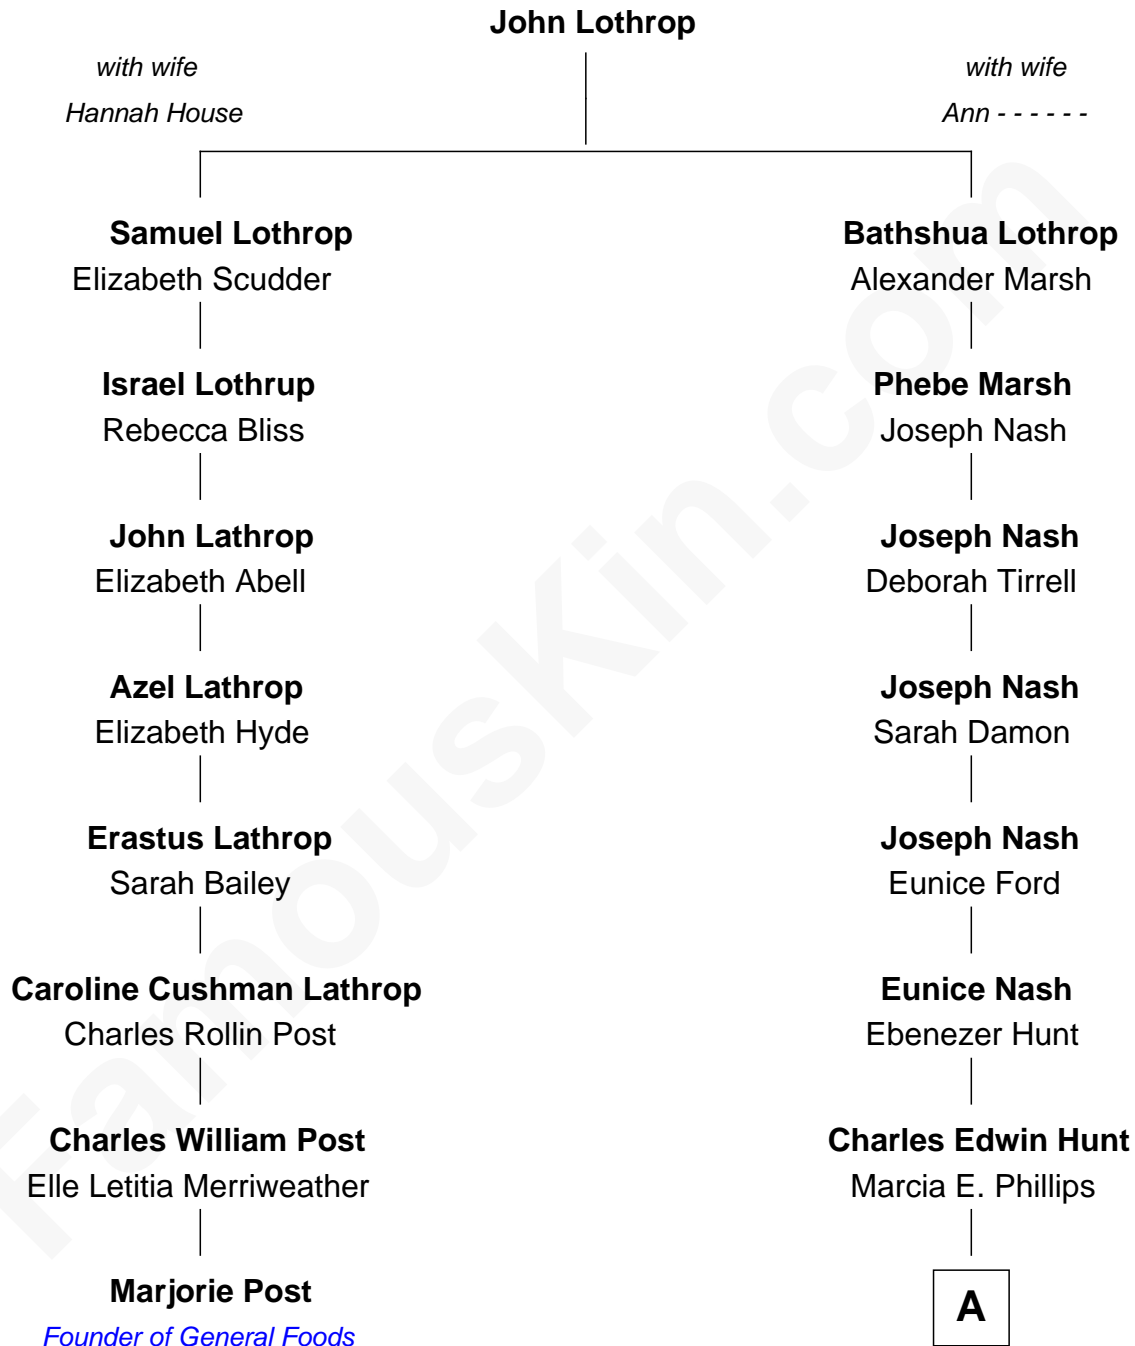 John Lothrop
with wife
Hannah House
with wife
Ann - - - - - -
Samuel Lothrop
Elizabeth Scudder
Bathshua Lothrop
Alexander Marsh
Israel Lothrup
Rebecca Bliss
Phebe Marsh
Joseph Nash
John Lathrop
Elizabeth Abell
Joseph Nash
Deborah Tirrell
Azel Lathrop
Elizabeth Hyde
Joseph Nash
Sarah Damon
Erastus Lathrop
Sarah Bailey
Joseph Nash
Eunice Ford
Caroline Cushman Lathrop
Charles Rollin Post
Eunice Nash
Ebenezer Hunt
Charles William Post
Elle Letitia Merriweather
Charles Edwin Hunt
Marcia E. Phillips
Marjorie Post
Founder of General Foods
A
FamousKin.com